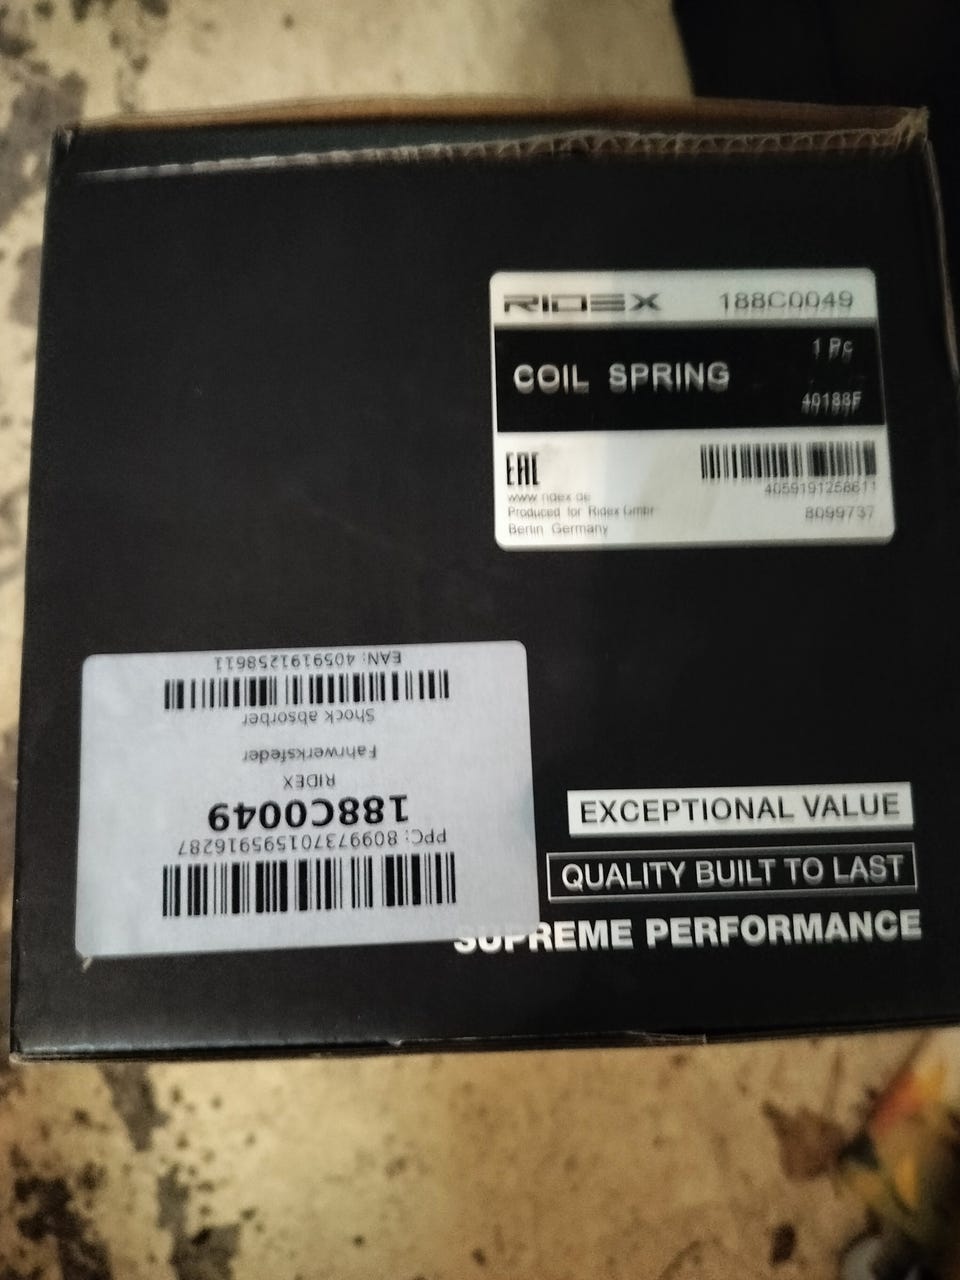 RIDEX 188C0049
1 Pc
COIL SPRING
40188F
EAC
4059191258611
www.ridex.de
Produced for Ridex GmbH
8099737
Berlin Germany
EAN: 4059191258611
Shock absorber
Fahrwerksfeder
RIDEX
188C0049
PPC: 809973701595916287
EXCEPTIONAL VALUE
QUALITY BUILT TO LAST
SUPREME PERFORMANCE